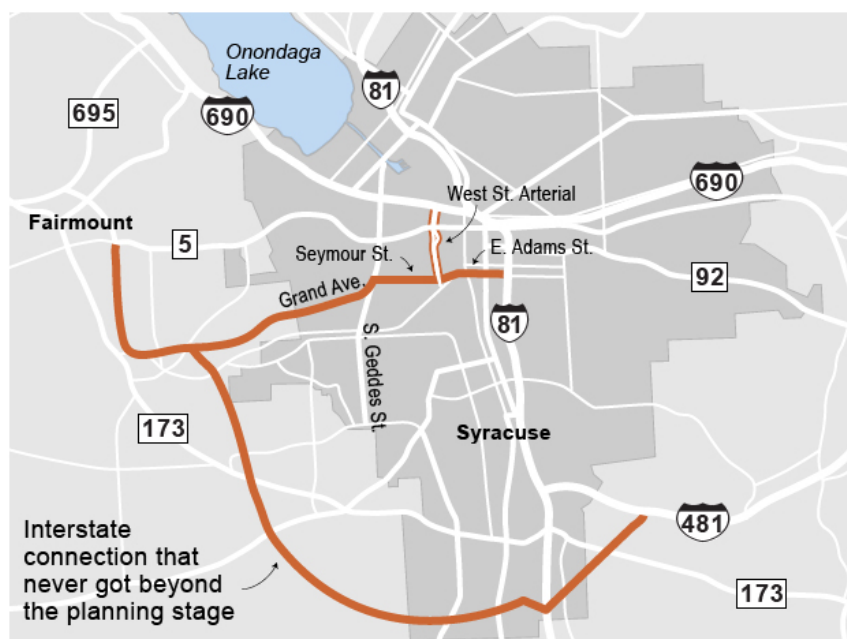 Onondaga
Lake
81
695
690
690
West St. Arterial
Fairmount
5
E. Adams St.
Seymour St.
92
Grand Ave.
81
S. Geddes St.
173
Syracuse
481
Interstate
connection that
never got beyond
the planning stage
173